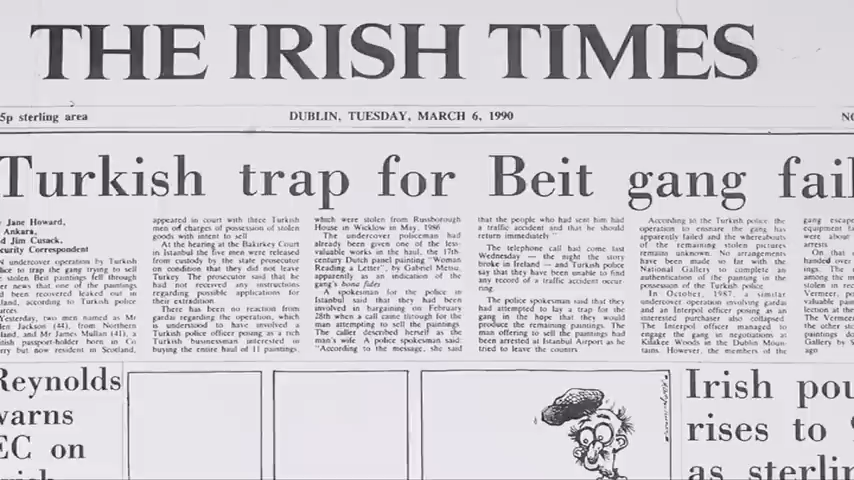 THE IRISH TIMES
5p sterling area
DUBLIN, TUESDAY, MARCH 6, 1990
Turkish trap for Beit gang fail
Jane Howard,
Ankara,
Jim Cusack,
curity Correspondent
N undercover operation by Turkish
lice to trap the gang trying to sell
e stolen Beit paintings fell through
er news that one of the paintings
d been recovered leaked out in
land, according to Turkish police
rces
Yesterday, two men named as Mr
en Jackson (44), from Northern
land, and Mr James Mullan (41), a
itish passport-holder born in Co
rry but now resident in Scotland,
appeared in court with three Turkish
men on charges of possession of stolen
goods with intent to sell
At the hearing at the Bakirkey Court
in Istanbul the five men were released
from custody by the state prosecutor
on condition that they did not leave
Turkey. The prosecutor said that he
had not received any instructions
regarding possible applications for
their extradition.
There has been no reaction from
gardai regarding the operation, which
is understood to have involved a
Turkish police officer posing as a rich
Turkish businessman interested in
buying the entire haul of 11 paintings,
which were stolen from Russborough
House in Wicklow in May, 1986
The undercover policeman had
already been given one of the less-
valuable works in the haul, the 17th-
century Dutch panel painting "Woman
Reading a Letter", by Gabriel Metsu,
as an indication of the
gang's bona fides
A spokesman for the police in
Istanbul said that they had been
involved in bargaining on February
28th when a call came through for the
man attempting to sell the paintings.
The caller described herself as the
man's wife. A police spokesman said:
"According to the message, she said
that the people who had sent him had
a traffic accident and that he should
return immediately"
The telephone call had come last
Wednesday — the night the story
broke in Ireland — and Turkish police
say that they have been unable to find
any record of a traffic accident occur-
ring.
The police spokesman said that they
had attempted to lay a trap for the
gang in the hope that they would
produce the remaining paintings. The
man offering to sell the paintings had
been arrested at Istanbul Airport as he
tried to leave the country
According to the Turkish police, the
operation to ensnare the gang has
apparently failed and the whereabouts
of the remaining stolen pictures
remains unknown. No arrangements
have been made so far with the
National Gallery to complete an
identification of the painting in the
possession of the Turkish police
In October, 1987, a similar
undercover operation involving gardai
and an Interpol officer posing as an
interested purchaser also collapsed.
The Interpol officer managed to
engage the gang in negotiations at
Kilakee Woods in the Dublin Moun-
tains. However, the members of the
gang escap
equipment f
were about
arrests
On that
handed over
ings. The
among the m
stolen in rec
Vermeer, po
valued paint
lection at the
The Vermee
the other sto
paintings
Gallery by S
ago
Reynolds
warns
EC on
Irish pou
rises to
as sterlin